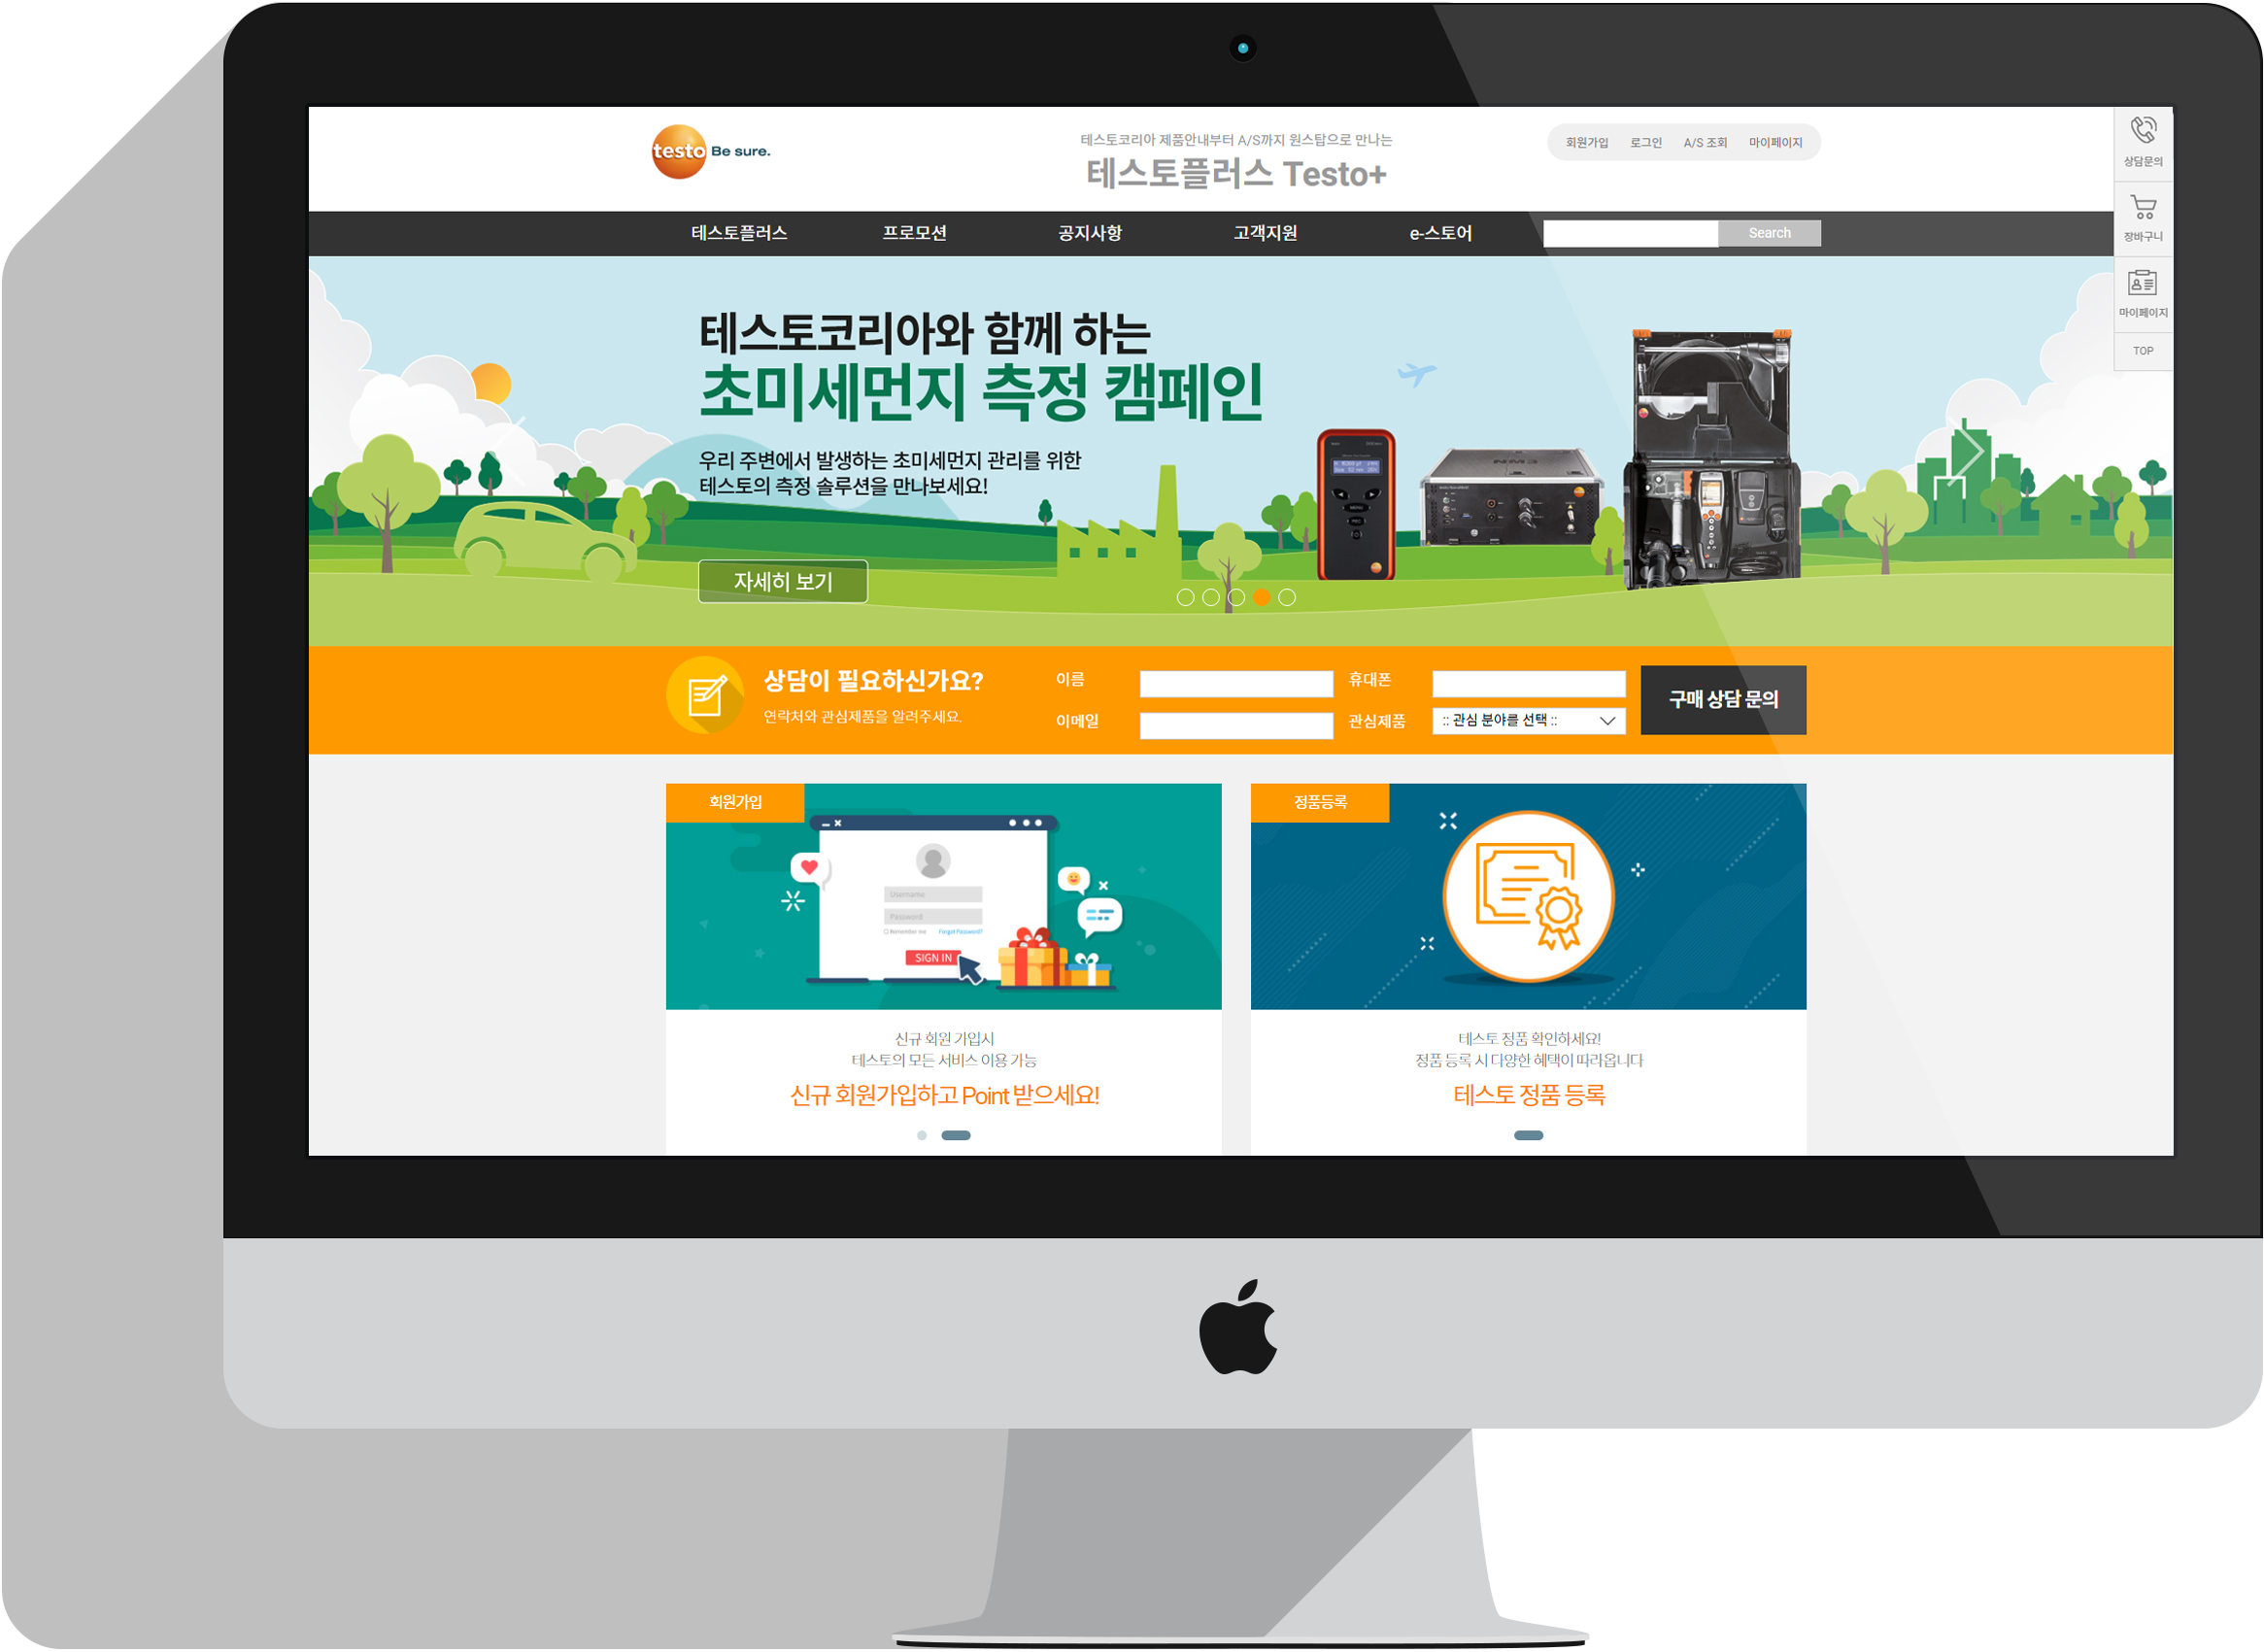 testo Be sure.
테스토코리아 제품안내부터 A/S까지 원스탑으로 만나는
테스토플러스 Testo+
회원가입 로그인 A/S 조회 마이페이지
상담문의
장바구니
마이페이지
TOP
테스토플러스 프로모션 공지사항 고객지원 e-스토어 Search
테스토코리아와 함께 하는
초미세먼지 측정 캠페인
우리 주변에서 발생하는 초미세먼지 관리를 위한
테스토의 측정 솔루션을 만나보세요!
자세히 보기
상담이 필요하신가요?
연락처와 관심제품을 알려주세요.
이름
휴대폰
이메일
관심제품 :: 관심 분야를 선택 ::
구매 상담 문의
회원가입
Username
Password
Remember me Forgot Password?
SIGN IN
신규 회원 가입시
테스토의 모든 서비스 이용 가능
신규 회원가입하고 Point 받으세요!
정품등록
테스토 정품 확인하세요!
정품 등록 시 다양한 혜택이 따라옵니다
테스토 정품 등록